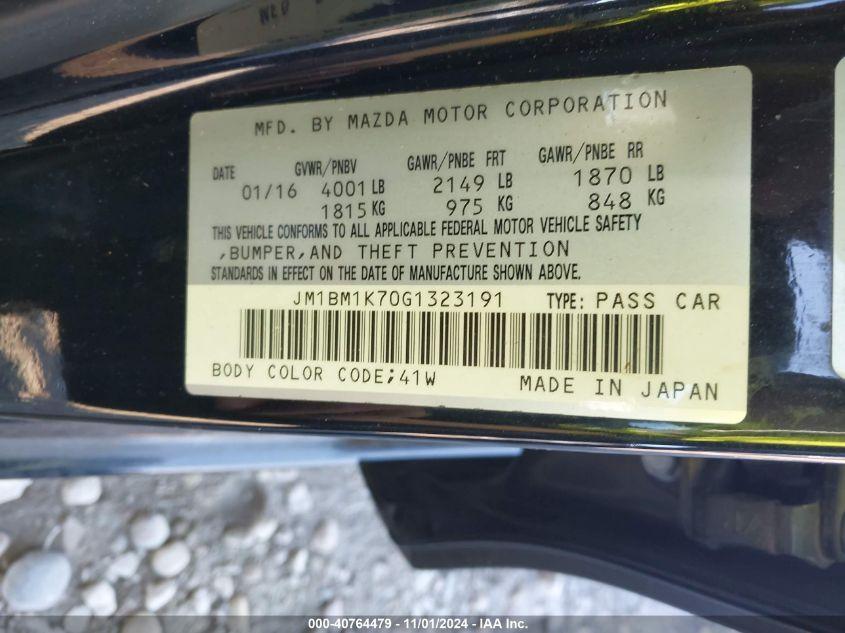 MFD. BY MAZDA MOTOR CORPORATION
DATE GVWR/PNBV GAWR/PNBE FRT GAWR/PNBE RR
01/16 4001 LB 2149 LB 1870 LB
1815 KG 975 KG 848 KG
THIS VEHICLE CONFORMS TO ALL APPLICABLE FEDERAL MOTOR VEHICLE SAFETY
,BUMPER,AND THEFT PREVENTION
STANDARDS IN EFFECT ON THE DATE OF MANUFACTURE SHOWN ABOVE.
JM1BM1K70G1323191 TYPE: PASS CAR
BODY COLOR CODE;41W MADE IN JAPAN
000-40764479 - 11/01/2024 - IAA Inc.